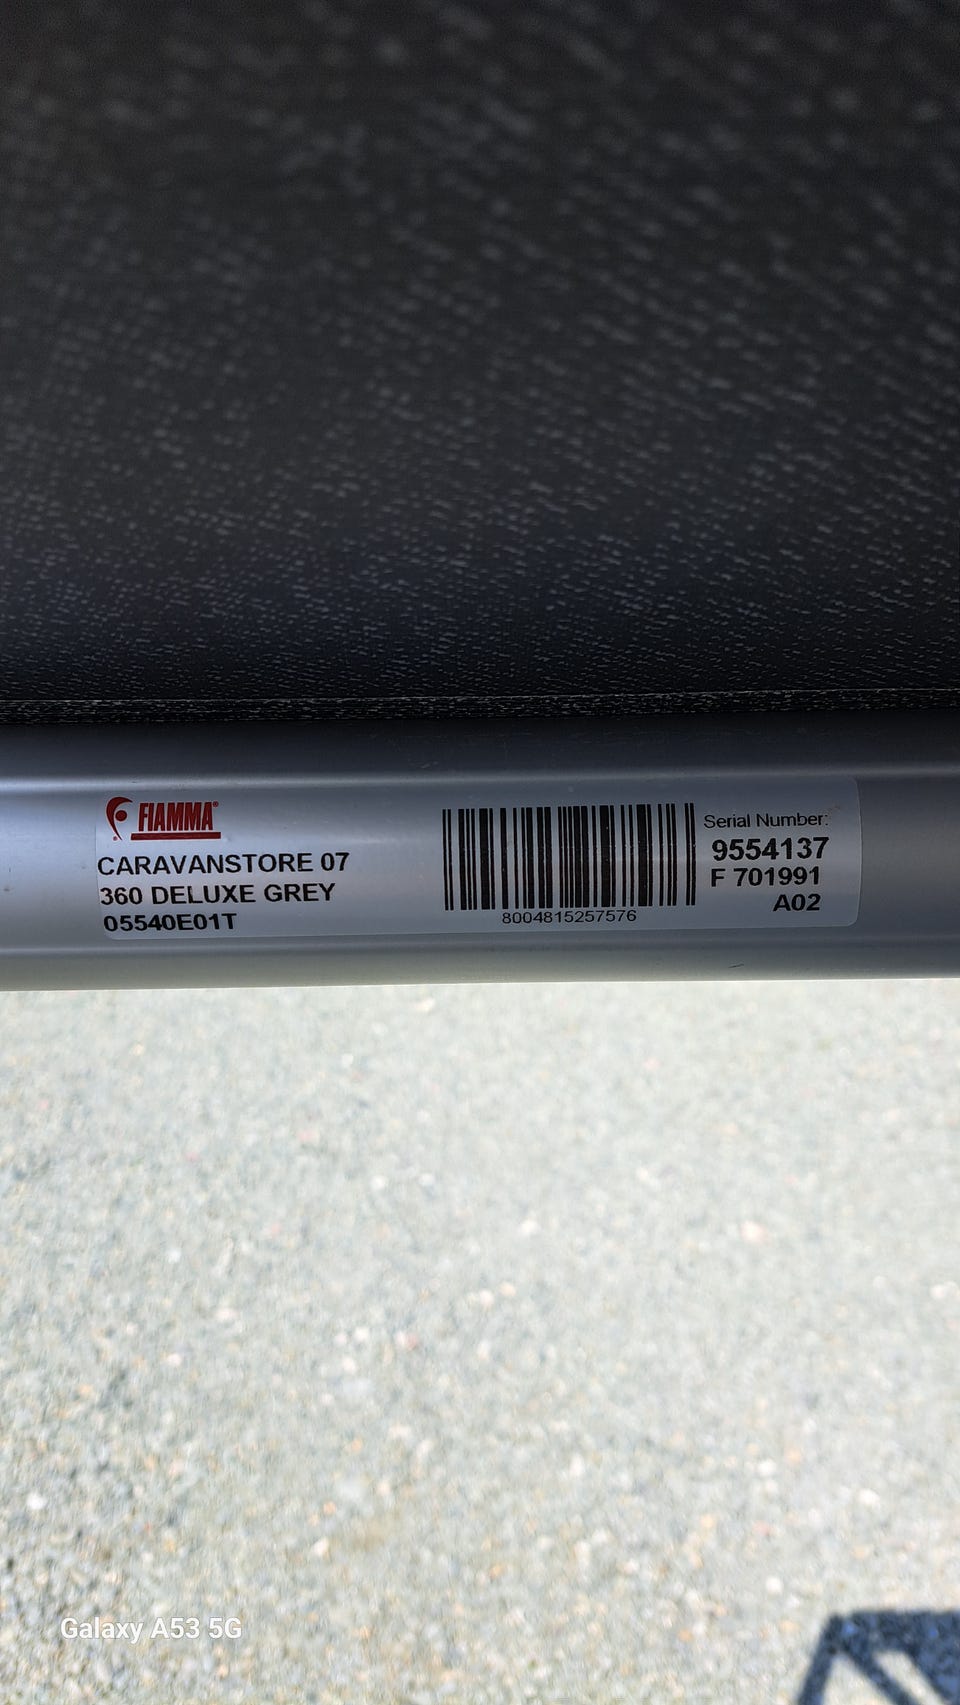 FIAMMA®
CARAVANSTORE 07
360 DELUXE GREY
05540E01T
8004815257576
Serial Number:
9554137
F 701991
A02
Galaxy A53 5G